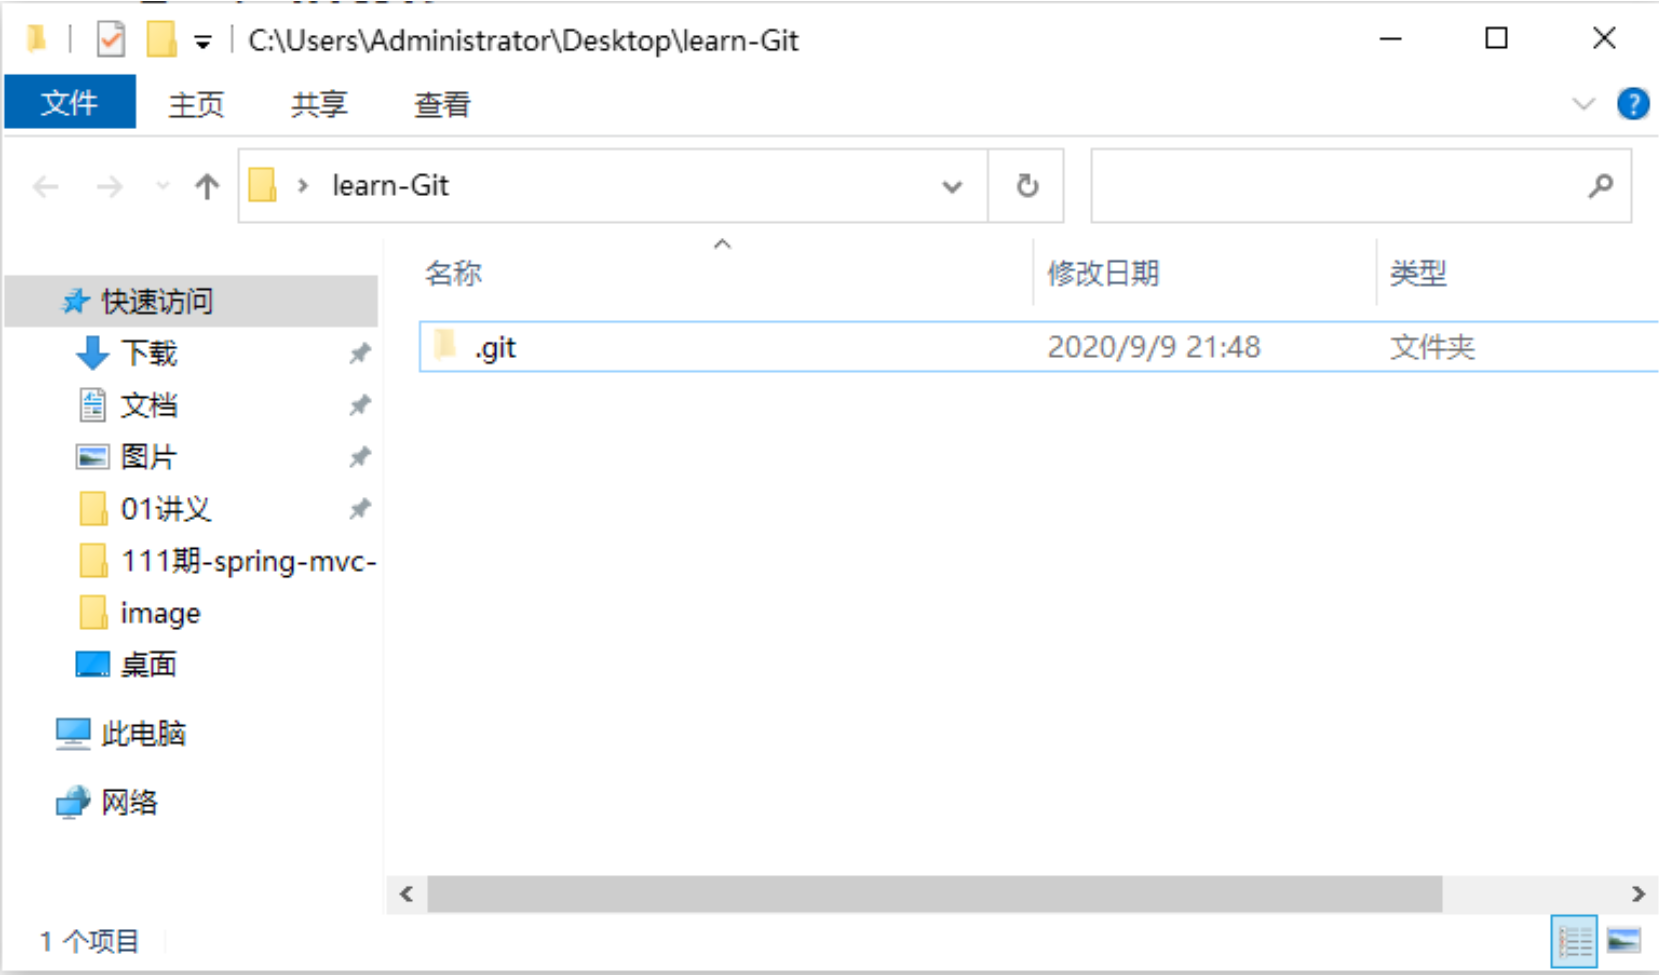 C:\Users\Administrator\Desktop\learn-Git
文件 主页 共享 查看
learn-Git
名称 修改日期 类型
.git 2020/9/9 21:48 文件夹
快速访问
下载
文档
图片
01讲义
111期-spring-mvc-
image
桌面
此电脑
网络
1 个项目